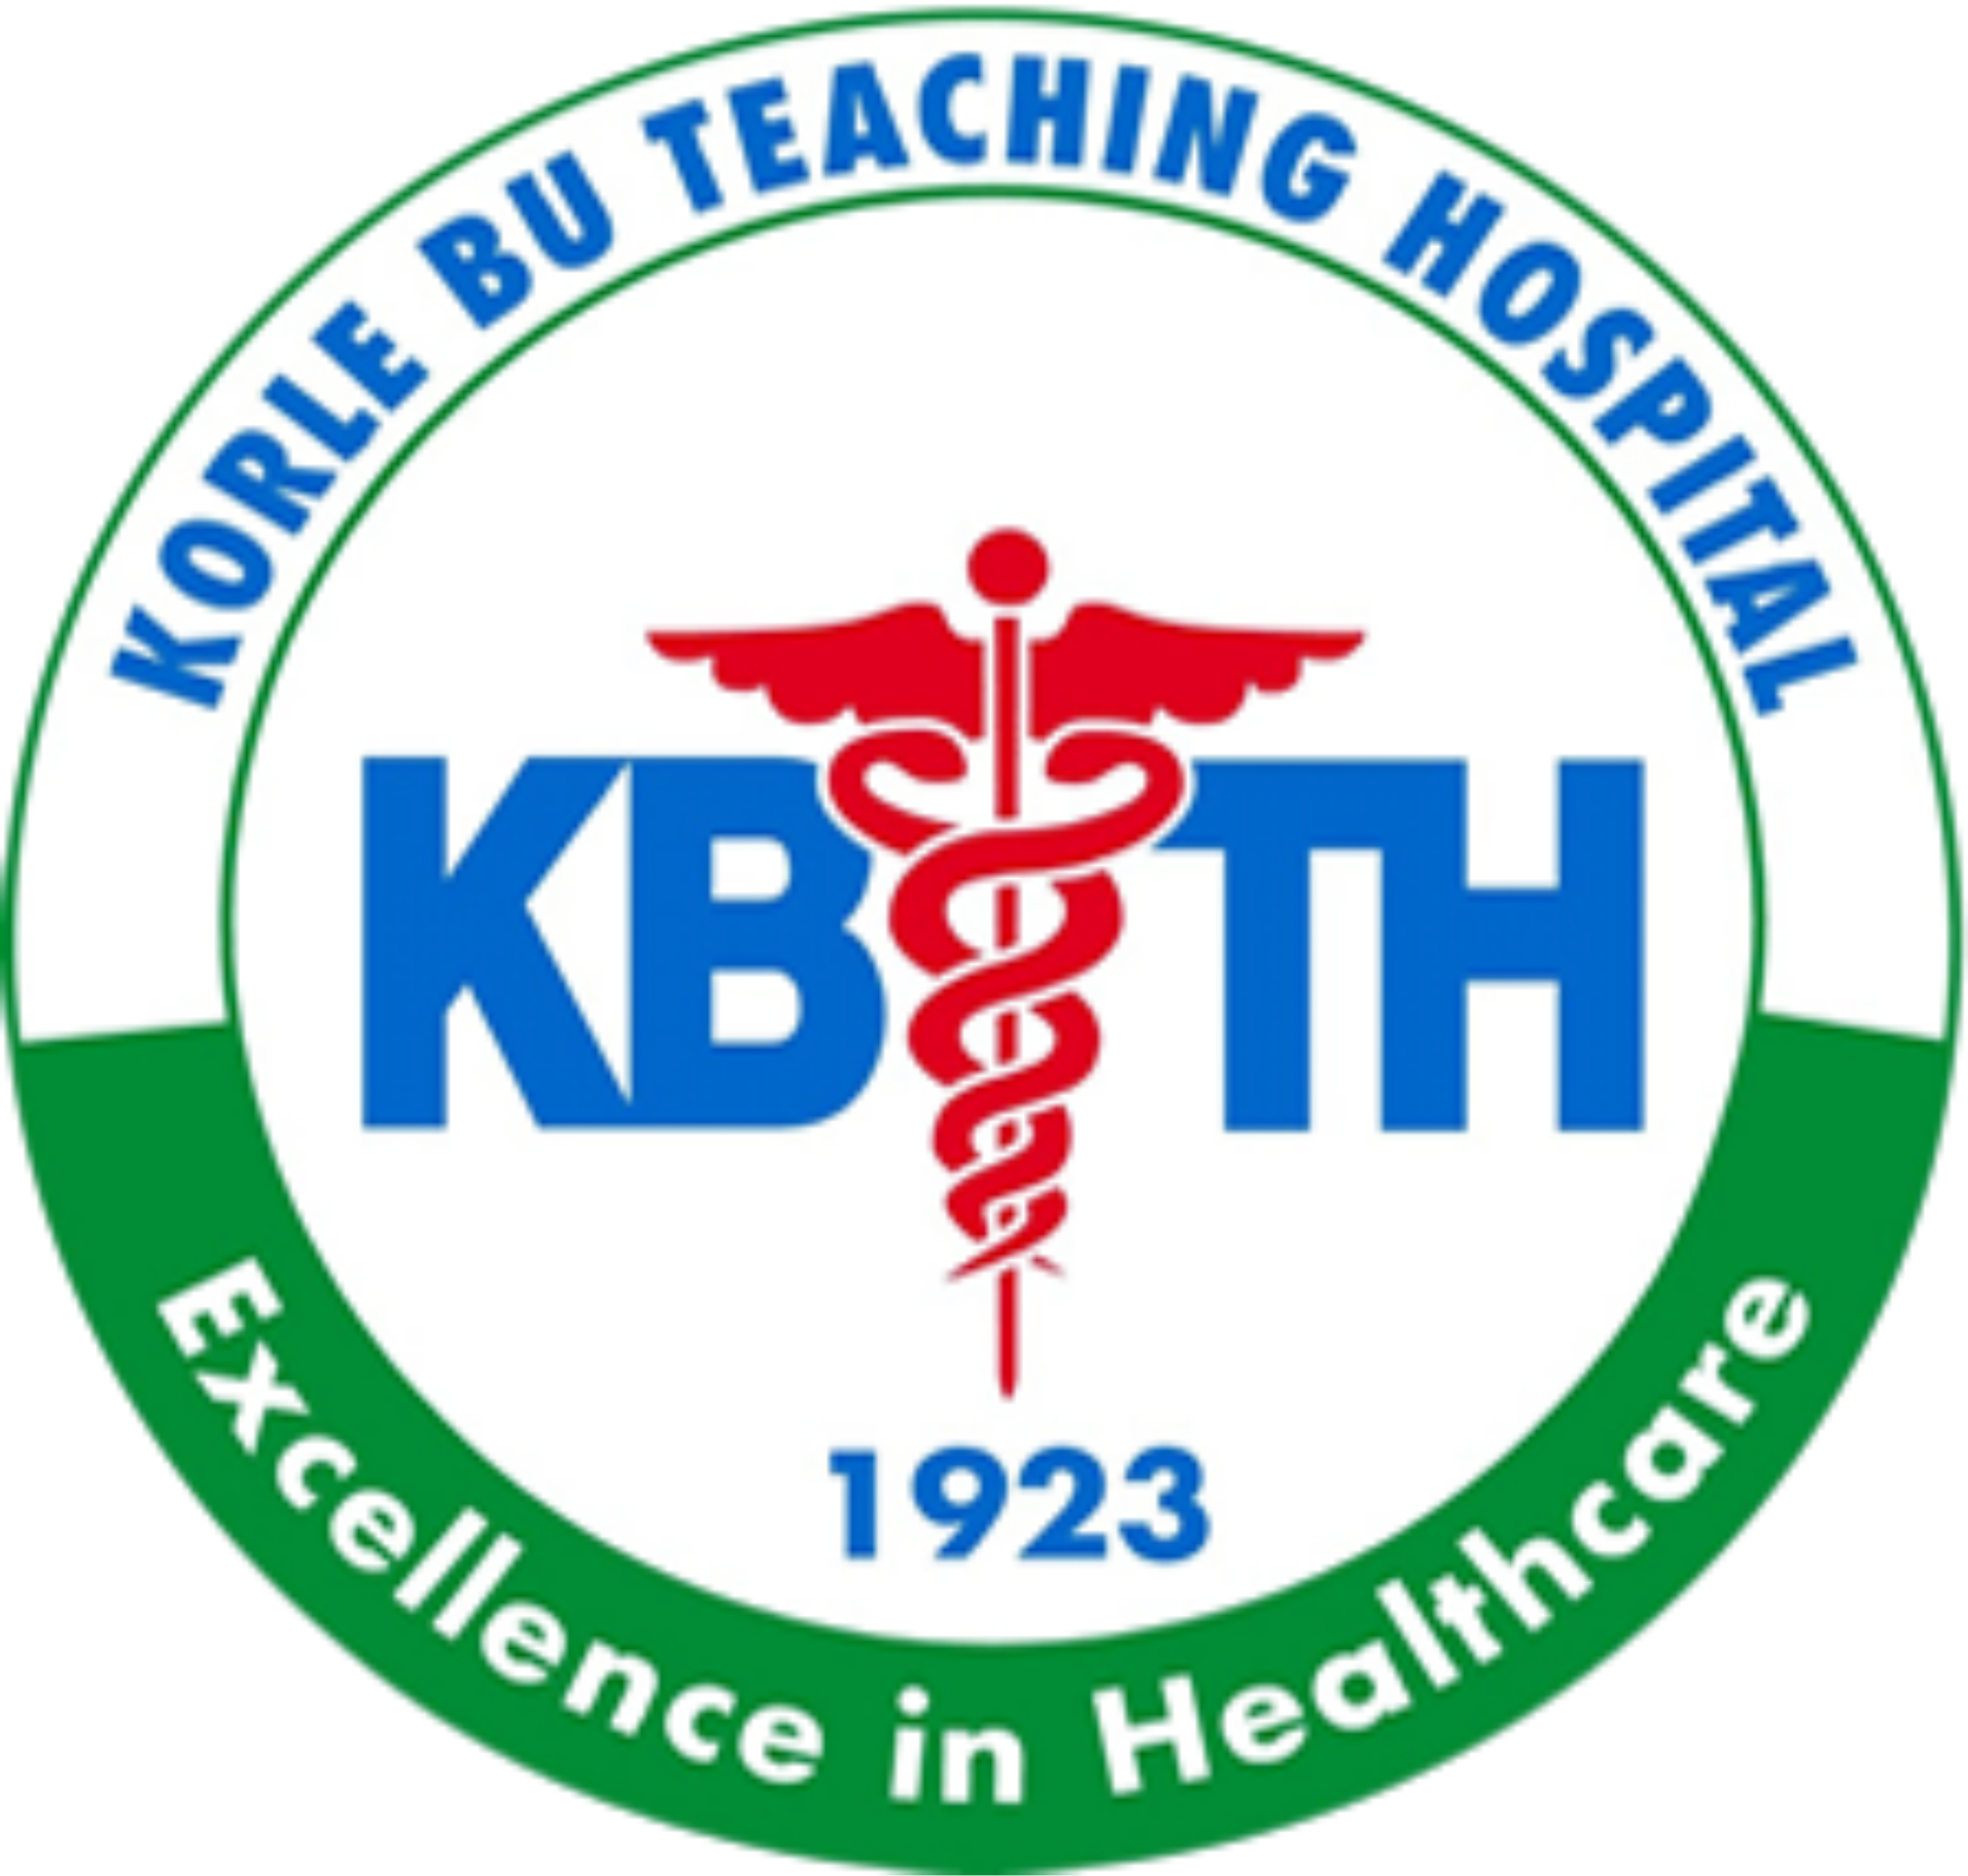 KORLE BU TEACHING HOSPITAL
KBTH
1923
Excellence in Healthcare